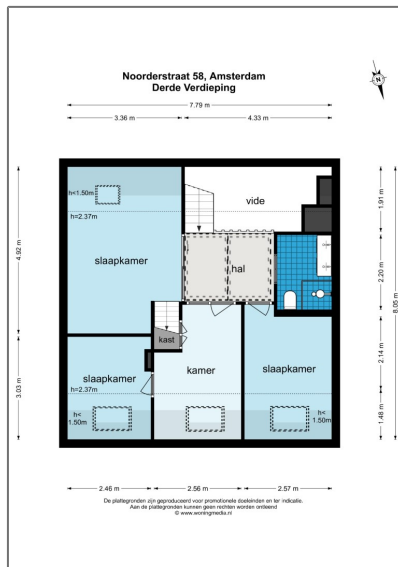 Noorderstraat 58, Amsterdam
Derde Verdieping
N
7.79 m
3.36 m
4.33 m
h<1.50m
h=2.37m
vide
4.92 m
1.91 m
slaapkamer
hal
2.20 m
8.05 m
kast
kamer
slaapkamer
slaapkamer
h=2.37m
3.03 m
2.14 m
h<
1.50m
h<
1.50m
1.48 m
2.46 m
2.56 m
2.57 m
De plattegronden zijn geproduceerd voor promotionele doeleinden en ter indicatie.
Aan de plattegronden kunnen geen rechten worden ontleend
© www.woningmedia.nl